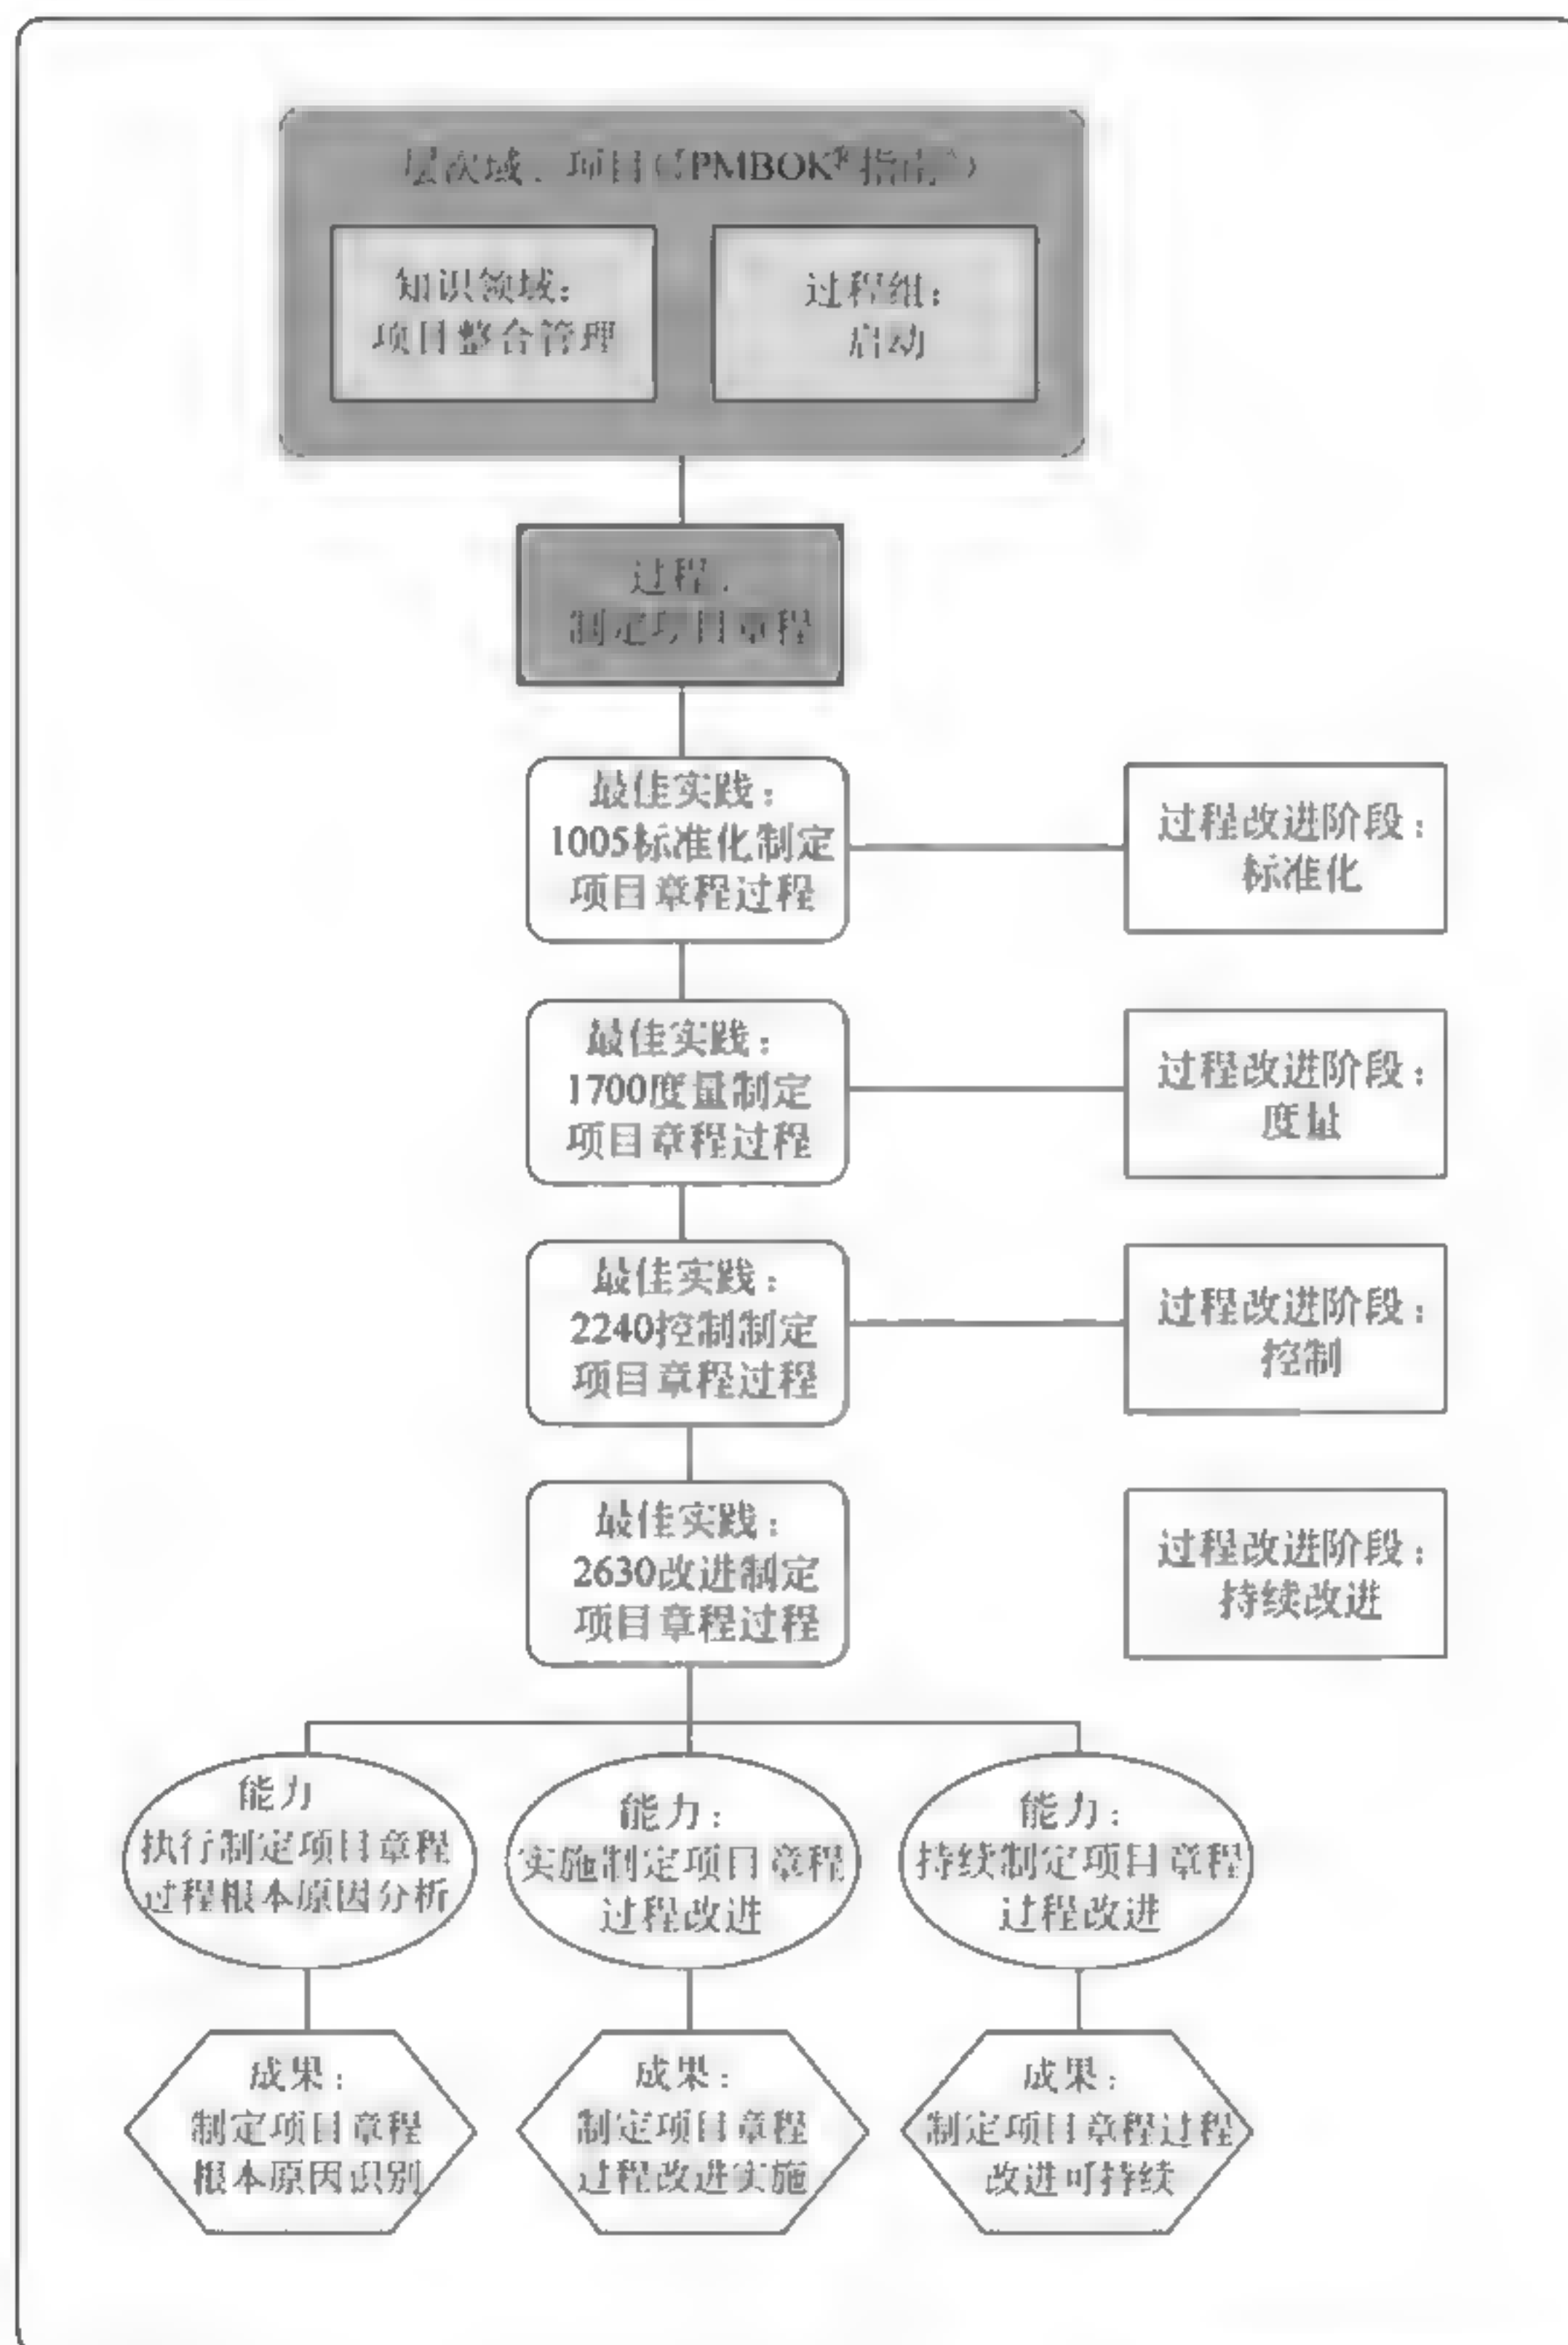 层次域：项目（《PMBOK®指南》）
知识领域：
项目整合管理
过程组：
启动
过程：
制定项目章程
最佳实践：
1005标准化制定
项目章程过程
过程改进阶段：
标准化
最佳实践：
1700度量制定
项目章程过程
过程改进阶段：
度量
最佳实践：
2240控制制定
项目章程过程
过程改进阶段：
控制
最佳实践：
2630改进制定
项目章程过程
过程改进阶段：
持续改进
能力
执行制定项目章程
过程根本原因分析
能力：
实施制定项目章程
过程改进
能力：
持续制定项目章程
过程改进
成果：
制定项目章程
根本原因识别
成果：
制定项目章程
过程改进实施
成果：
制定项目章程过程
改进可持续